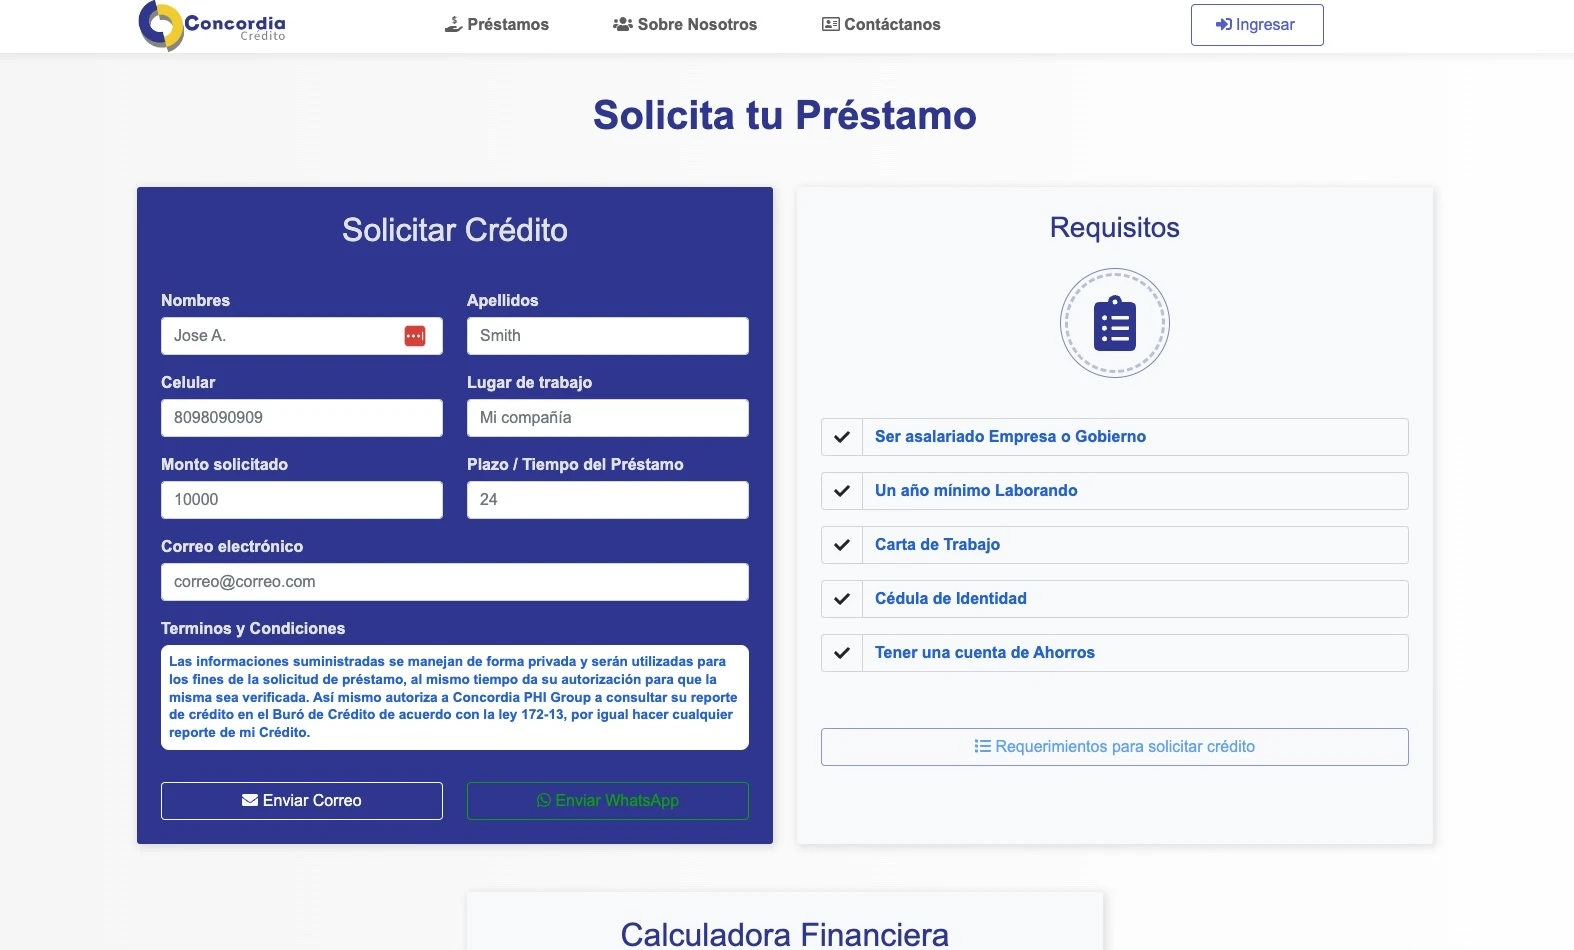 Concordia
Crédito
Préstamos
Sobre Nosotros
Contáctanos
Ingresar
Solicita tu Préstamo
Solicitar Crédito
Nombres
Apellidos
Jose A.
Smith
Celular
Lugar de trabajo
8098090909
Mi compañía
Monto solicitado
Plazo / Tiempo del Préstamo
10000
24
Correo electrónico
correo@correo.com
Terminos y Condiciones
Las informaciones suministradas se manejan de forma privada y serán utilizadas para
los fines de la solicitud de préstamo, al mismo tiempo da su autorización para que la
misma sea verificada. Así mismo autoriza a Concordia PHI Group a consultar su reporte
de crédito en el Buró de Crédito de acuerdo con la ley 172-13, por igual hacer cualquier
reporte de mi Crédito.
Enviar Correo
Enviar WhatsApp
Requisitos
Ser asalariado Empresa o Gobierno
Un año mínimo Laborando
Carta de Trabajo
Cédula de Identidad
Tener una cuenta de Ahorros
Requerimientos para solicitar crédito
Calculadora Financiera